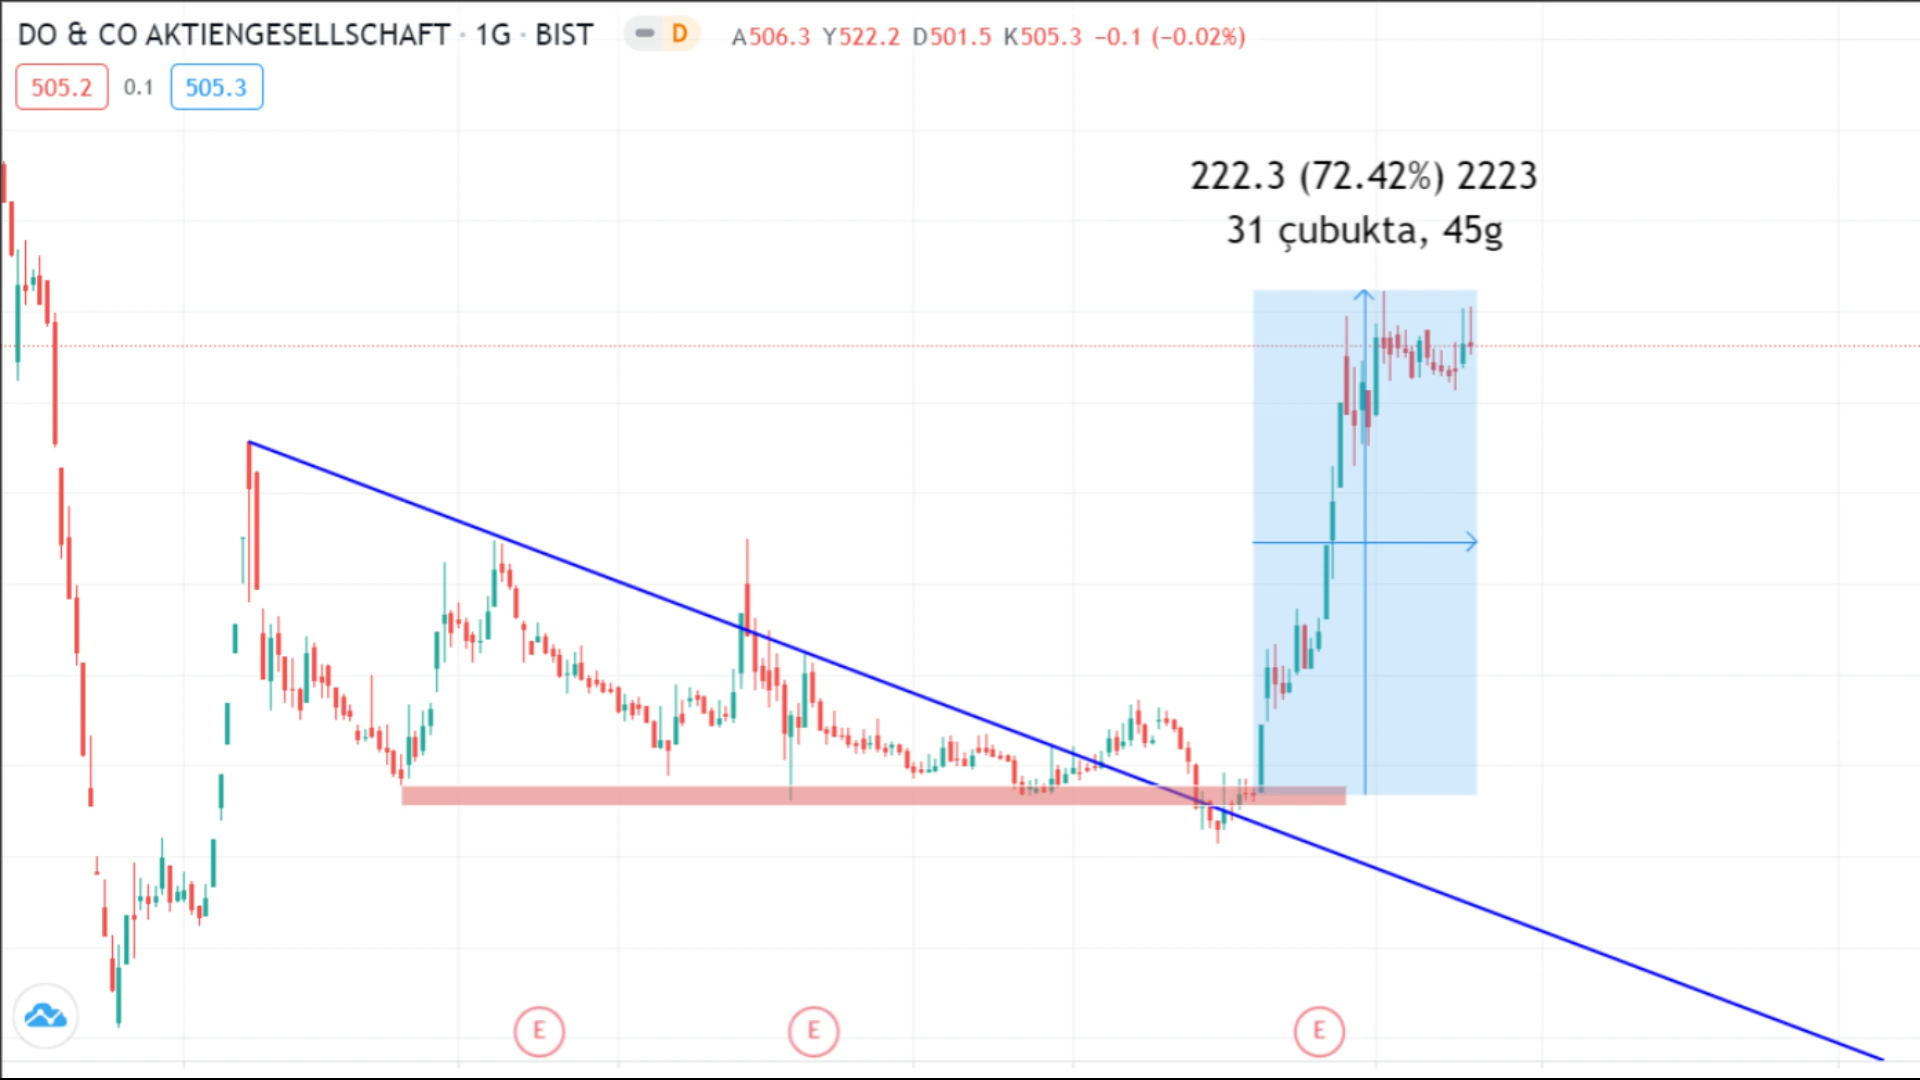 DO & CO AKTIENGESELLSCHAFT · 1G · BIST D A506.3 Y522.2 D501.5 K505.3 −0.1 (−0.02%)
505.2 0.1 505.3
222.3 (72.42%) 2223
31 çubukta, 45g
E E E